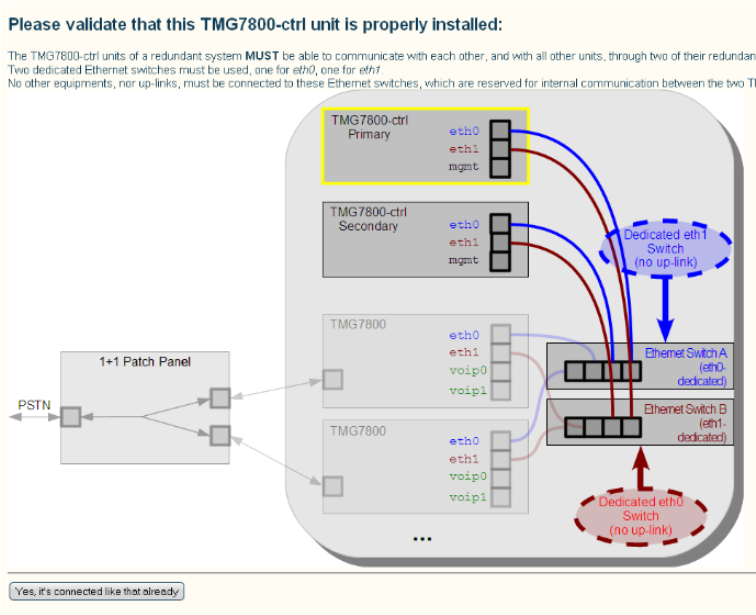 Please validate that this TMG7800-ctrl unit is properly installed:
The TMG7800-ctrl units of a redundant system MUST be able to communicate with each other, and with all other units, through two of their redundan
Two dedicated Ethernet switches must be used, one for eth0, one for eth1.
No other equipments, nor up-links, must be connected to these Ethernet switches, which are reserved for internal communication between the two T
TMG7800-ctrl
Primary
eth0
eth1
mgmt
TMG7800-ctrl
Secondary
eth0
eth1
mgmt
Dedicated eth1
Switch
(no up-link)
TMG7800
eth0
eth1
voip0
voip1
1+1 Patch Panel
PSTN
Ethernet Switch A
(eth0-
dedicated)
Ethernet Switch B
(eth1-
dedicated)
TMG7800
eth0
eth1
voip0
voip1
Dedicated eth0
Switch
(no up-link)
...
Yes, it's connected like that already